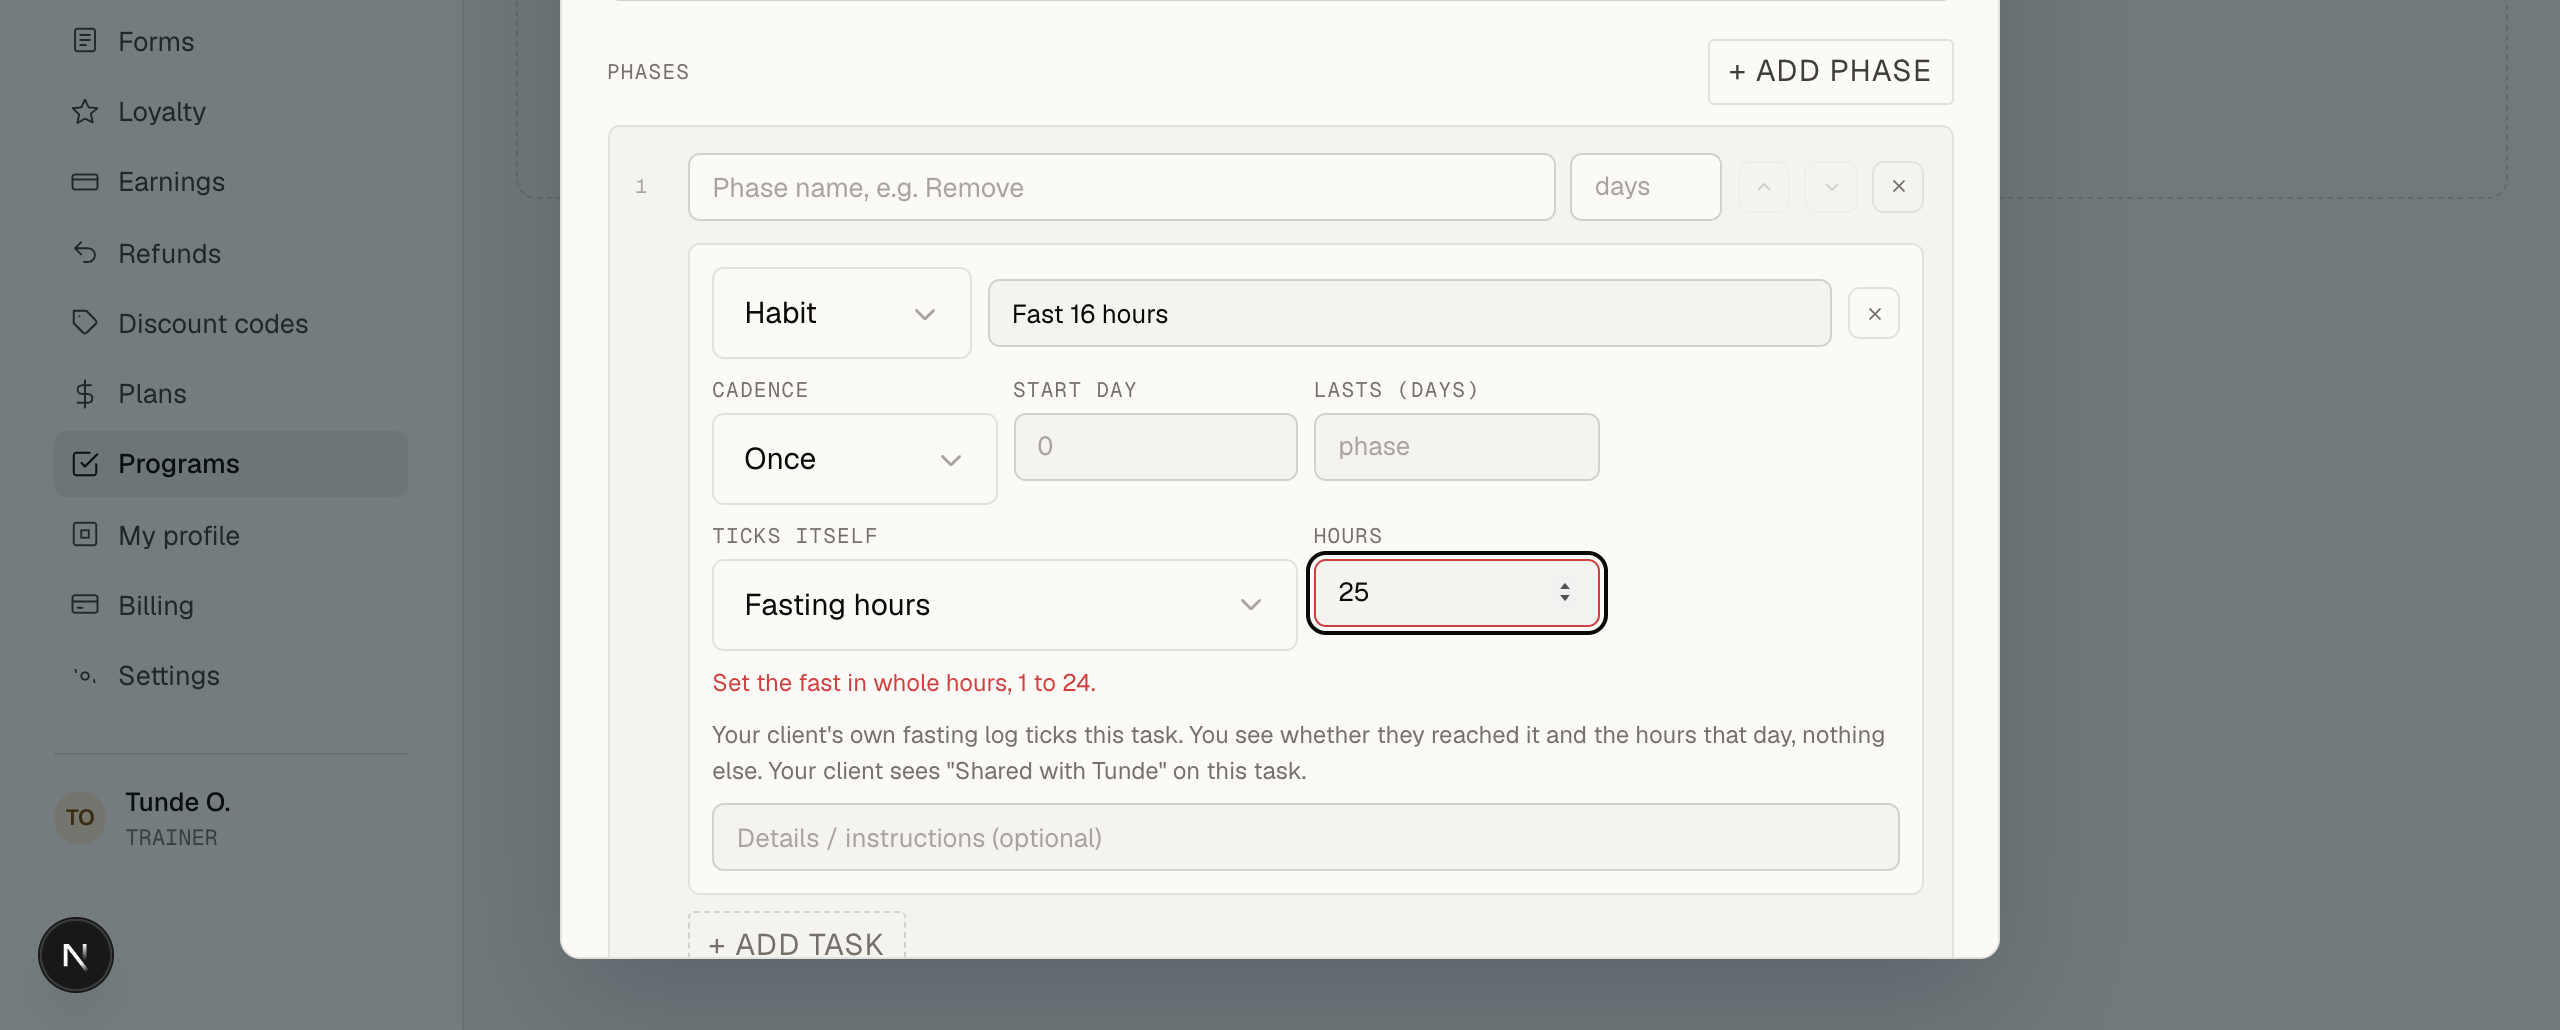 Forms
Loyalty
Earnings
Refunds
Discount codes
Plans
Programs
My profile
Billing
Settings
TO
Tunde O.
TRAINER
N
PHASES
+ ADD PHASE
1
Phase name, e.g. Remove
days
Habit
Fast 16 hours
CADENCE
START DAY
LASTS (DAYS)
Once
0
phase
TICKS ITSELF
HOURS
Fasting hours
25
Set the fast in whole hours, 1 to 24.
Your client's own fasting log ticks this task. You see whether they reached it and the hours that day, nothing
else. Your client sees "Shared with Tunde" on this task.
Details / instructions (optional)
+ ADD TASK